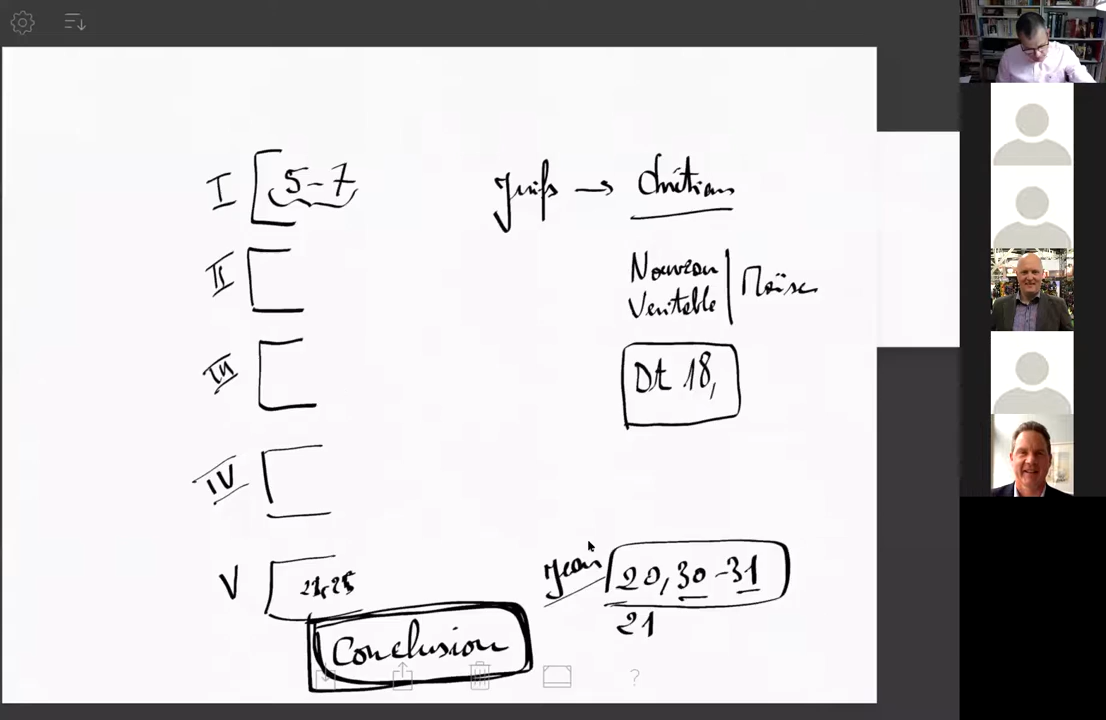 I [5-7 Juifs → Chrétiens
II [ Nouveau | Moïse
Veritable
III [ Dt 18,
IV [
V [ 21,25 Jean 20,30-31
21
Conclusion
?